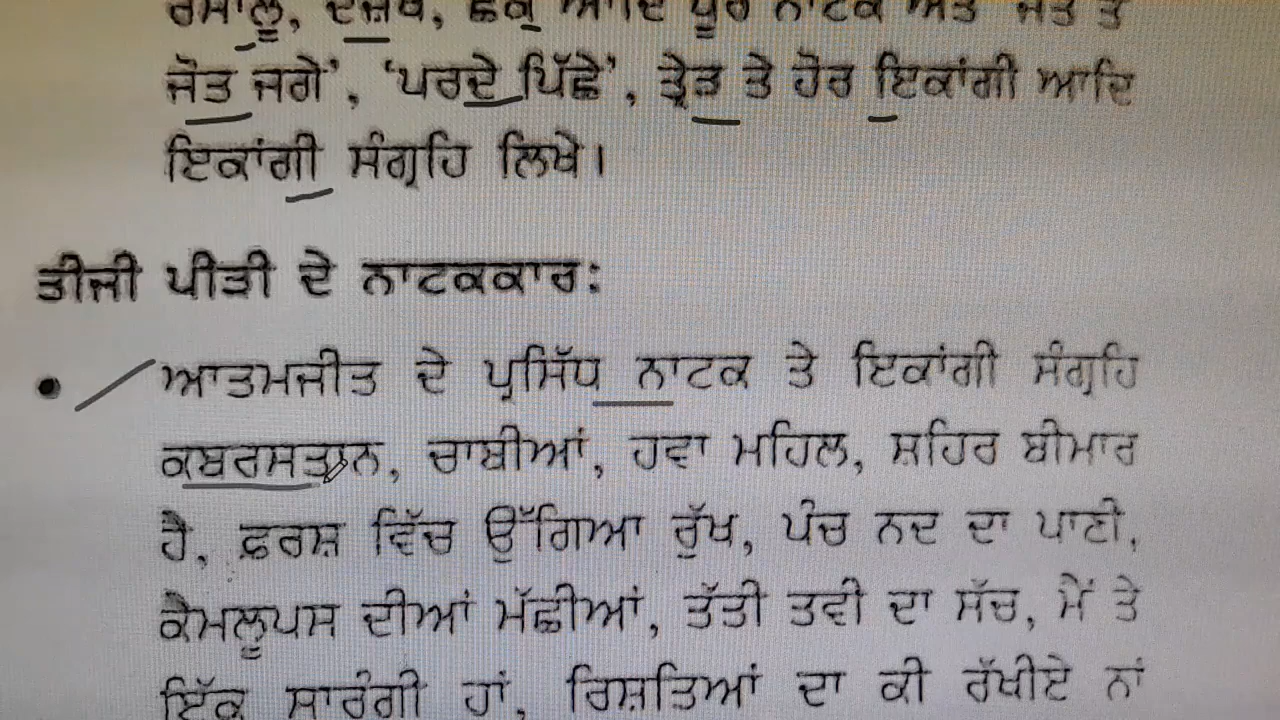 ਜੋਤ ਜਗੇ', 'ਪਰਦੇ ਪਿੱਛੇ', ਤ੍ਰੇੜ ਤੇ ਹੋਰ ਇਕਾਂਗੀ ਆਦਿ
ਇਕਾਂਗੀ ਸੰਗ੍ਰਹਿ ਲਿਖੇ।
ਤੀਜੀ ਪੀੜੀ ਦੇ ਨਾਟਕਕਾਰ:
• ਆਤਮਜੀਤ ਦੇ ਪ੍ਰਸਿੱਧ ਨਾਟਕ ਤੇ ਇਕਾਂਗੀ ਸੰਗ੍ਰਹਿ
ਕਬਰਸਤਾਨ, ਚਾਬੀਆਂ, ਹਵਾ ਮਹਿਲ, ਸ਼ਹਿਰ ਬੀਮਾਰ
ਹੈ, ਫ਼ਰਸ਼ ਵਿੱਚ ਉੱਗਿਆ ਰੁੱਖ, ਪੰਚ ਨਦ ਦਾ ਪਾਣੀ,
ਕੈਮਲੂਪਸ ਦੀਆਂ ਮੱਛੀਆਂ, ਤੱਤੀ ਤਵੀ ਦਾ ਸੱਚ, ਮੈਂ ਤੇ
ਇੱਕ ਸਾਰੰਗੀ ਹਾਂ, ਰਿਸ਼ਤਿਆਂ ਦਾ ਕੀ ਰੱਖੀਏ ਨਾਂ